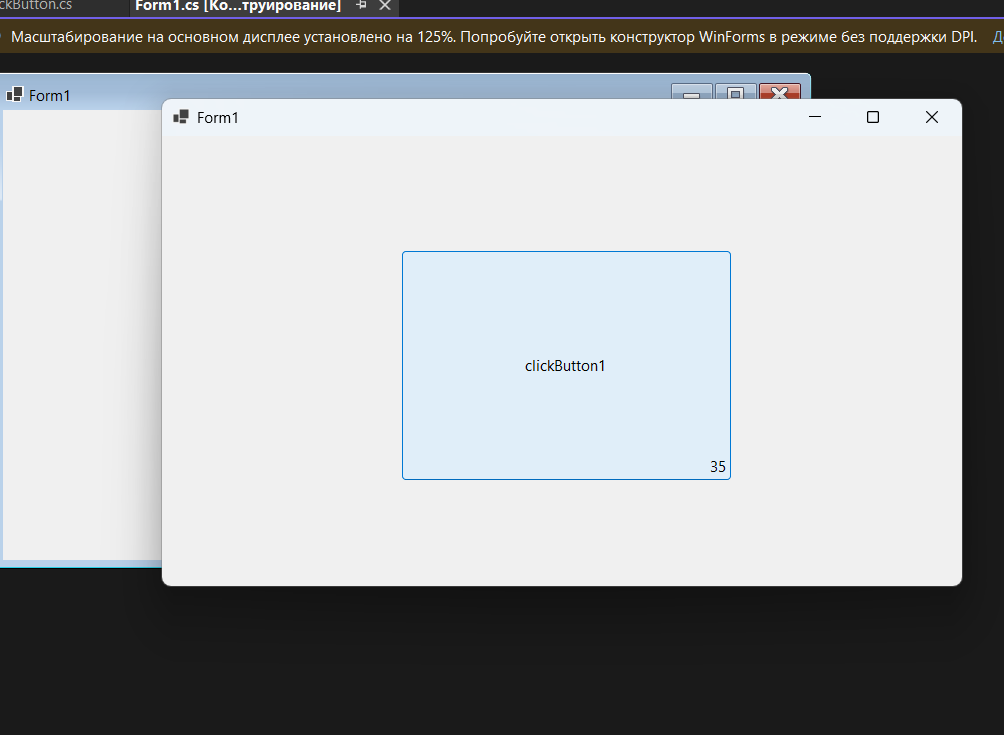 ckButton.cs Form1.cs [Ко...труирование]
Масштабирование на основном дисплее установлено на 125%. Попробуйте открыть конструктор WinForms в режиме без поддержки DPI.
Form1
Form1
clickButton1
35